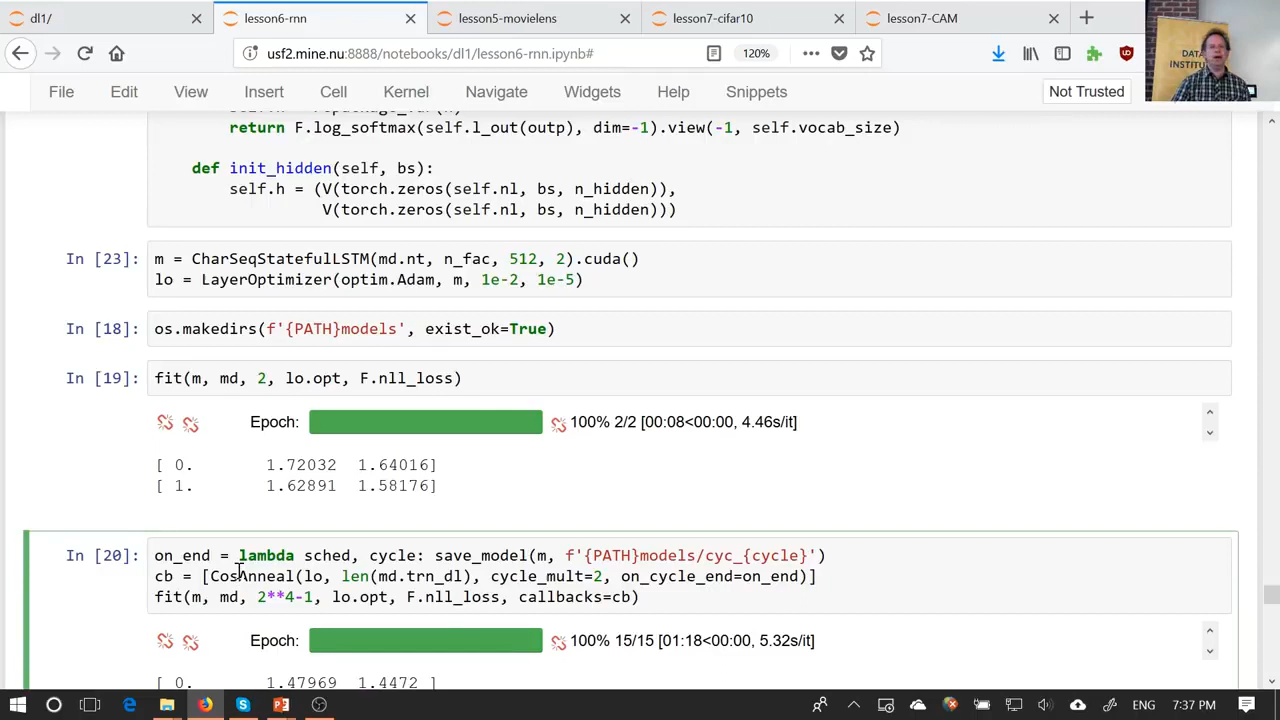 dl1/
lesson6-rnn
lesson5-movielens
lesson7-cifar10
lesson7-CAM
usf2.mine.nu:8888/notebooks/dl1/lesson6-rnn.ipynb#
120%
DATA
INSTITUTE
File Edit View Insert Cell Kernel Navigate Widgets Help Snippets Not Trusted
return F.log_softmax(self.l_out(outp), dim=-1).view(-1, self.vocab_size)
def init_hidden(self, bs):
self.h = (V(torch.zeros(self.nl, bs, n_hidden)),
V(torch.zeros(self.nl, bs, n_hidden)))
In [23]: m = CharSeqStatefulLSTM(md.nt, n_fac, 512, 2).cuda()
lo = LayerOptimizer(optim.Adam, m, 1e-2, 1e-5)
In [18]: os.makedirs(f'{PATH}models', exist_ok=True)
In [19]: fit(m, md, 2, lo.opt, F.nll_loss)
Epoch: 100% 2/2 [00:08<00:00, 4.46s/it]
[ 0. 1.72032 1.64016]
[ 1. 1.62891 1.58176]
In [20]: on_end = lambda sched, cycle: save_model(m, f'{PATH}models/cyc_{cycle}')
cb = [CosAnneal(lo, len(md.trn_dl), cycle_mult=2, on_cycle_end=on_end)]
fit(m, md, 2**4-1, lo.opt, F.nll_loss, callbacks=cb)
Epoch: 100% 15/15 [01:18<00:00, 5.32s/it]
[ 0. 1.47969 1.4472 ]
ENG 7:37 PM